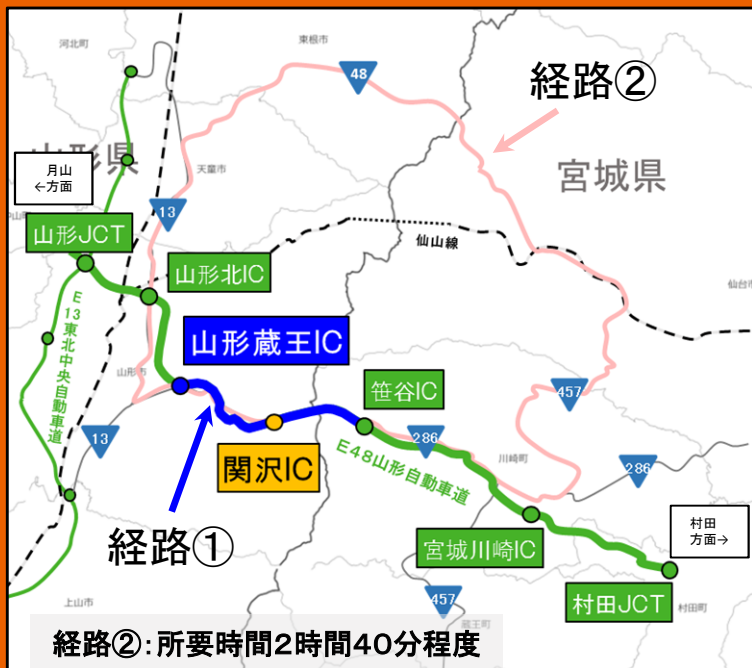 河北町
東根市
48
経路②
山形県
宮城県
月山
←方面
天童市
中山町
13
山形JCT
仙山線
山形北IC
仙台市
E13東北中央自動車道
山形蔵王IC
山形市
笹谷IC
457
13
286
関沢IC
E48山形自動車道
川崎町
286
経路①
宮城川崎IC
村田
方面→
457
村田JCT
上山市
蔵王町
村田町
経路②:所要時間2時間40分程度